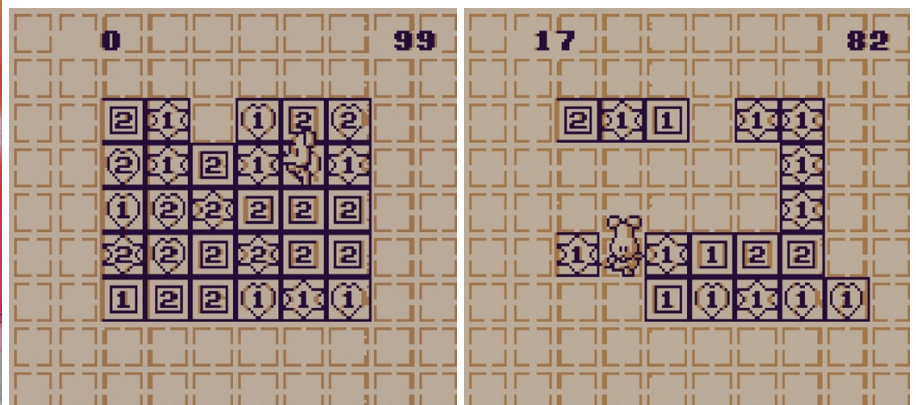 0 99
2 1 1 2 2
2 1 2 1 1
1 2 2 2 2 2
2 2 2 2 2 2
1 2 2 1 1 1
17 82
2 1 1 1 1
1
1
1 1 1 2 2
1 1 1 1 1